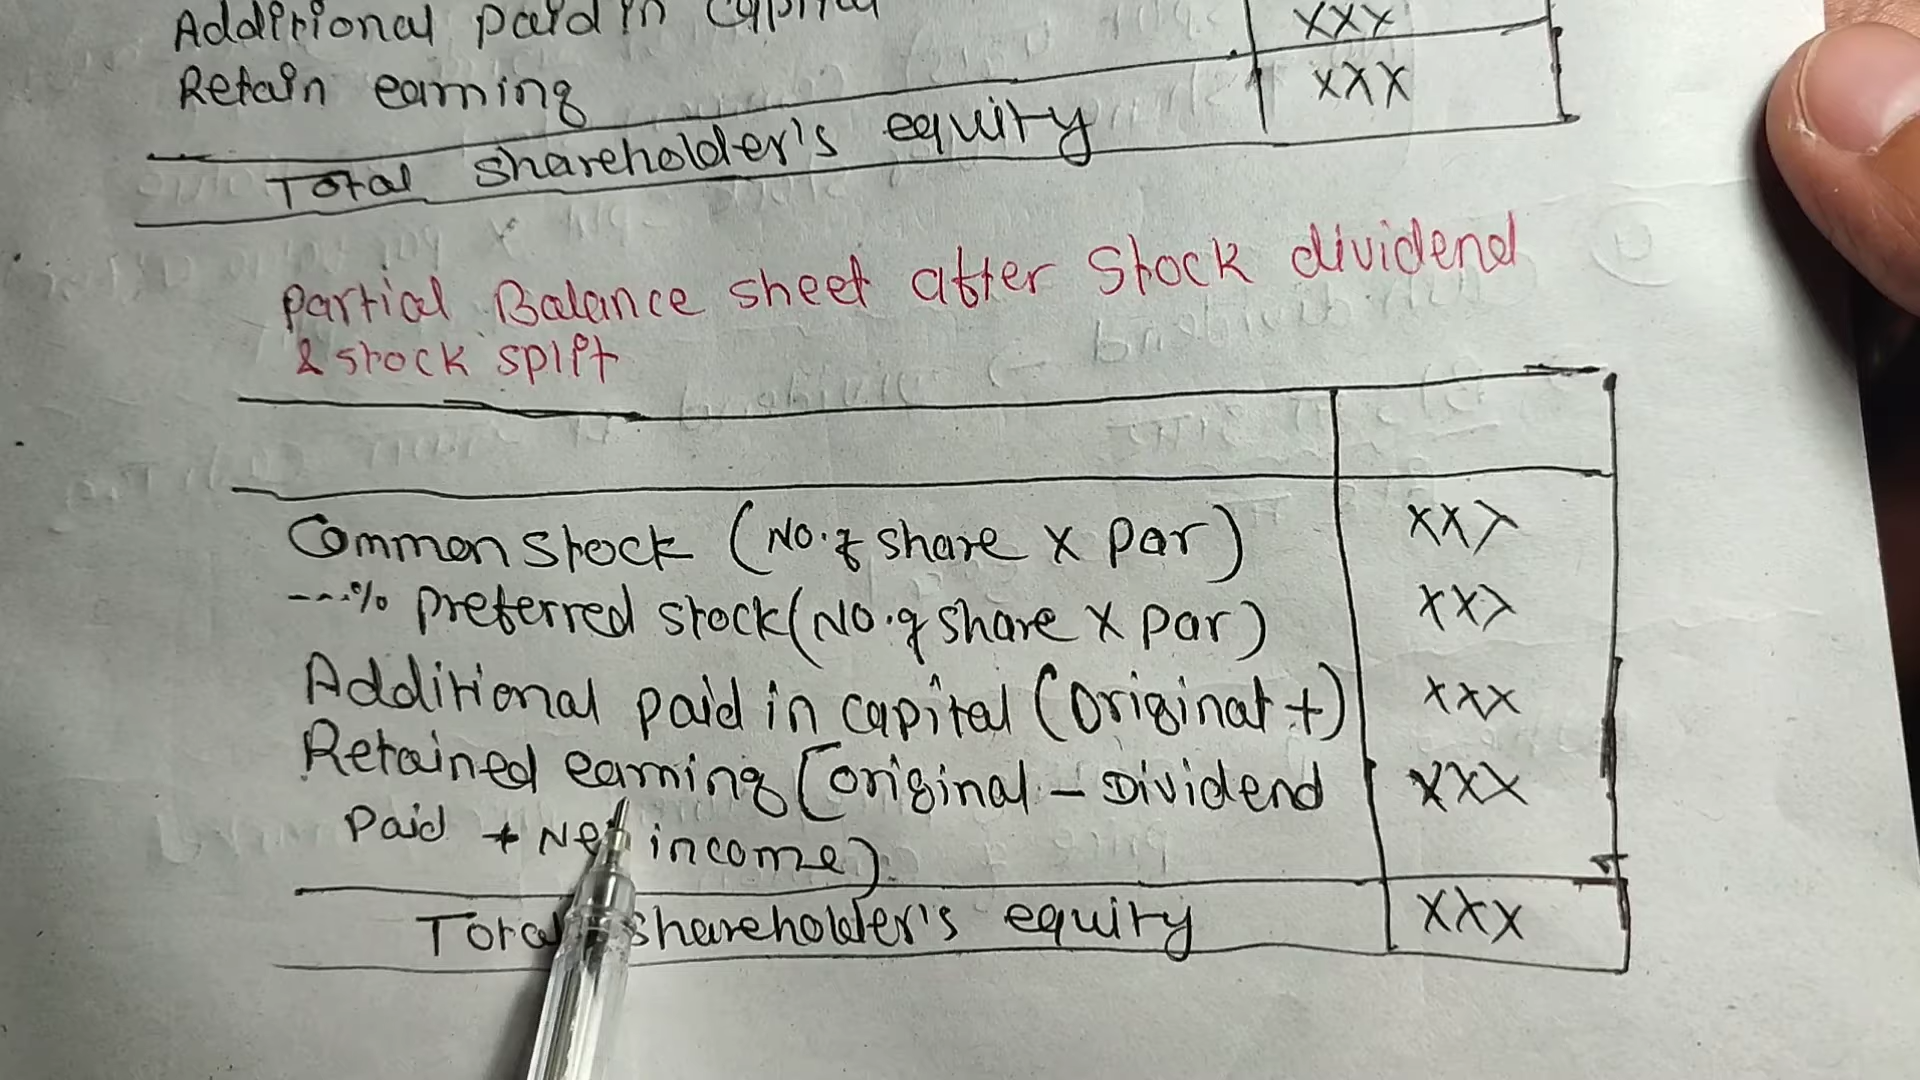 Additional paid in capital xxx
Retain earning xxx
Total shareholder's equity
Partial Balance sheet after Stock dividend
& stock split
Common stock (No. of share x par) xxx
---% preferred stock (No. of share x par) xxx
Additional paid in capital (Original +) xxx
Retained earning (original - Dividend xxx
Paid + Net income)
Total shareholder's equity xxx